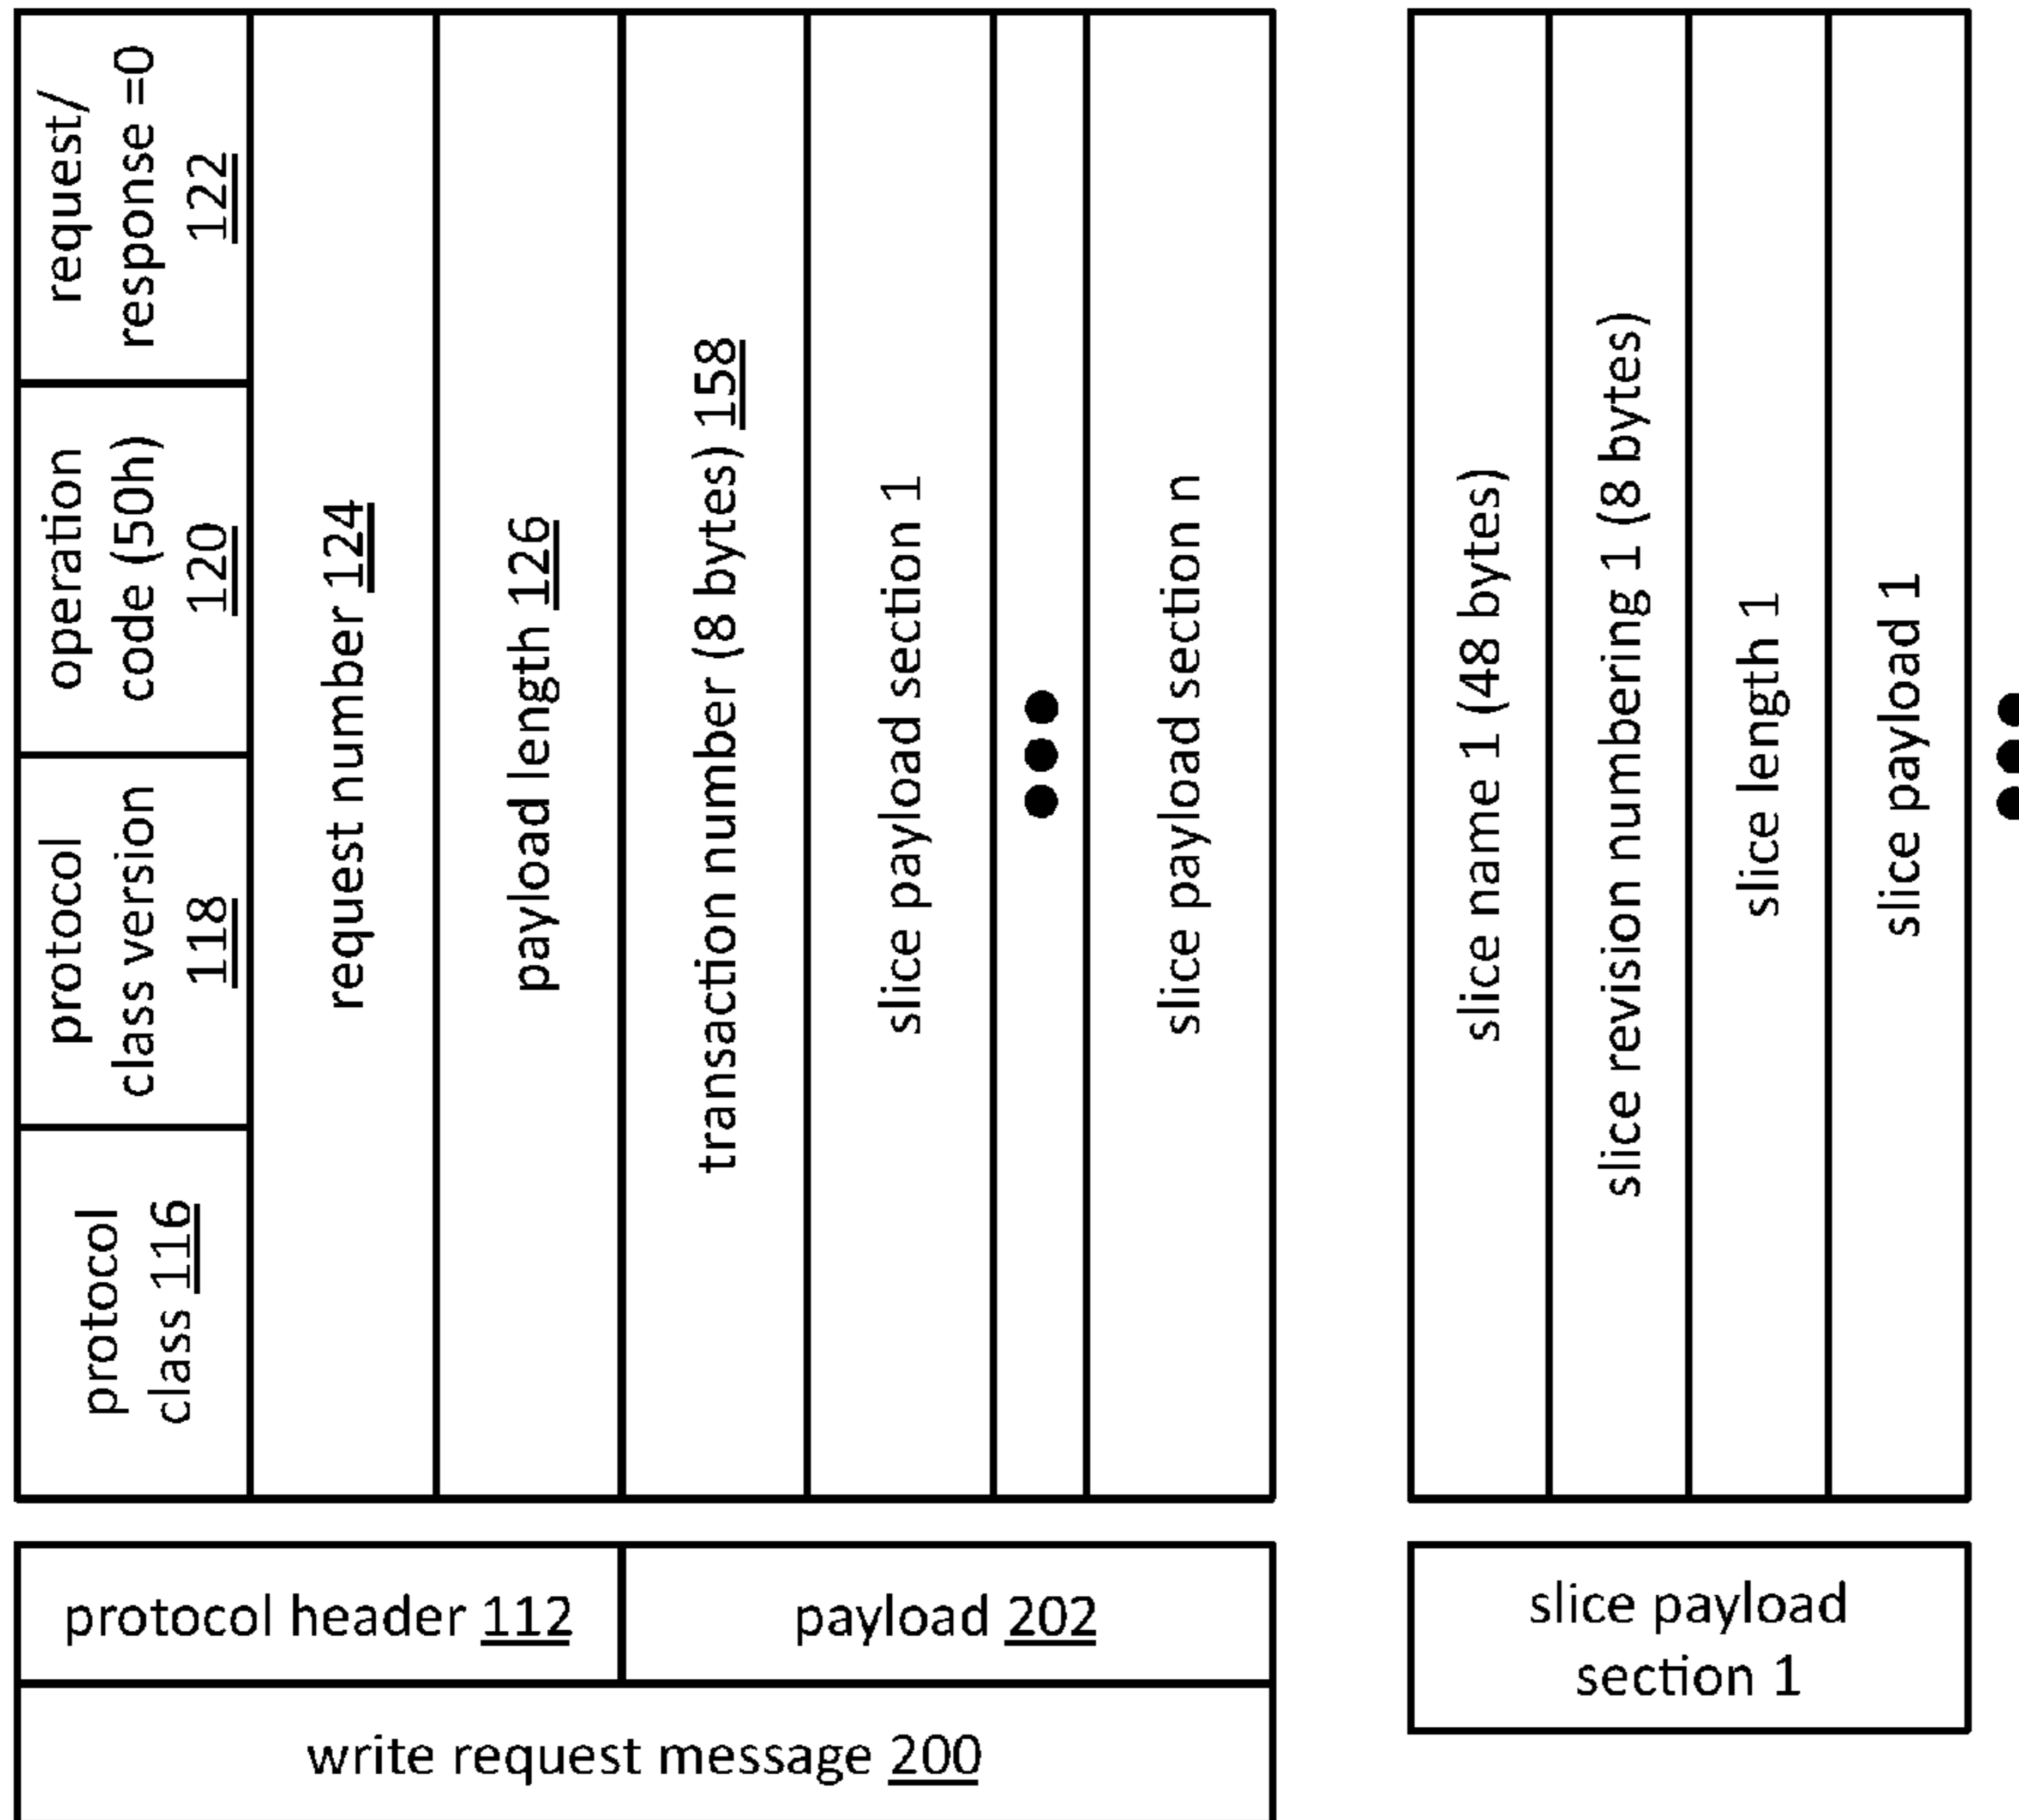 protocol
class 116
protocol
class version
118
operation
code (50h)
120
request/
response =0
122
request number 124
payload length 126
transaction number (8 bytes) 158
slice payload section 1
slice payload section n
protocol header 112
payload 202
write request message 200
slice name 1 (48 bytes)
slice revision numbering 1 (8 bytes)
slice length 1
slice payload 1
slice payload
section 1